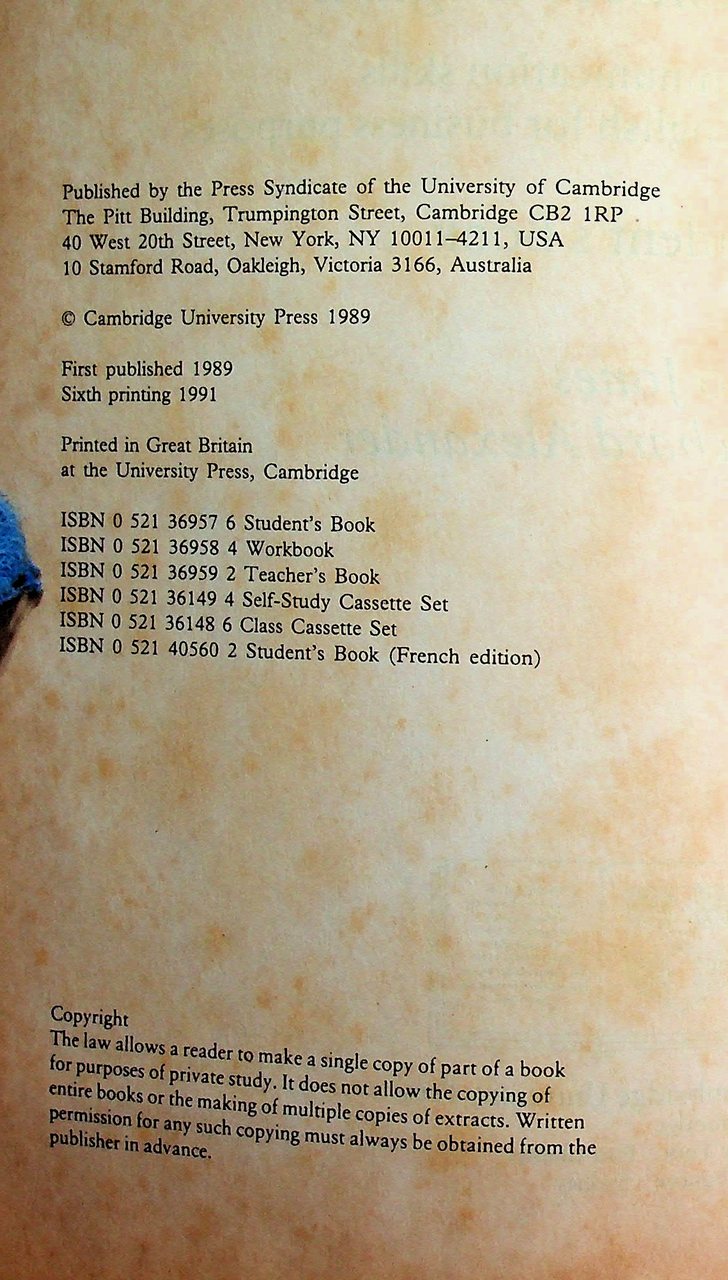 Published by the Press Syndicate of the University of Cambridge
The Pitt Building, Trumpington Street, Cambridge CB2 1RP
40 West 20th Street, New York, NY 10011–4211, USA
10 Stamford Road, Oakleigh, Victoria 3166, Australia
© Cambridge University Press 1989
First published 1989
Sixth printing 1991
Printed in Great Britain
at the University Press, Cambridge
ISBN 0 521 36957 6 Student's Book
ISBN 0 521 36958 4 Workbook
ISBN 0 521 36959 2 Teacher's Book
ISBN 0 521 36149 4 Self-Study Cassette Set
ISBN 0 521 36148 6 Class Cassette Set
ISBN 0 521 40560 2 Student's Book (French edition)
Copyright
The law allows a reader to make a single copy of part of a book
for purposes of private study. It does not allow the copying of
entire books or the making of multiple copies of extracts. Written
permission for any such copying must always be obtained from the
publisher in advance.